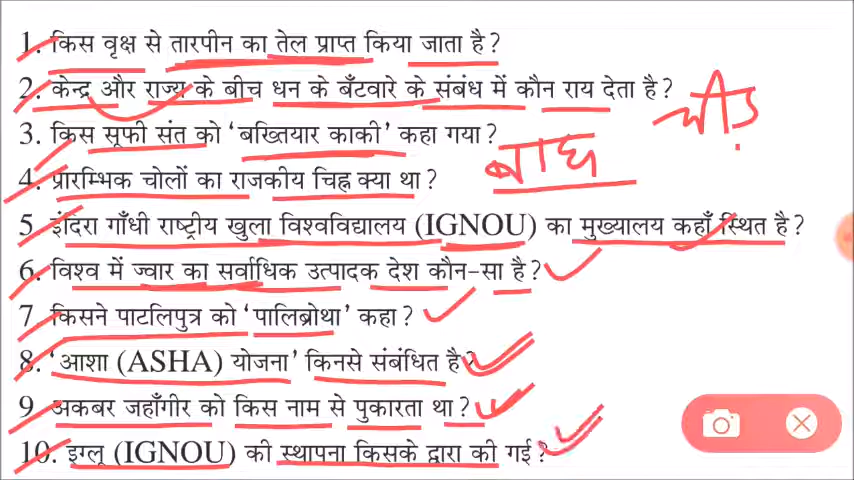 1. किस वृक्ष से तारपीन का तेल प्राप्त किया जाता है?
2. केन्द्र और राज्य के बीच धन के बँटवारे के संबंध में कौन राय देता है?
चीड़
3. किस सूफी संत को 'बख्तियार काकी' कहा गया?
बाघ
4. प्रारम्भिक चोलों का राजकीय चिह्न क्या था?
5. इंदिरा गाँधी राष्ट्रीय खुला विश्वविद्यालय (IGNOU) का मुख्यालय कहाँ स्थित है?
6. विश्व में ज्वार का सर्वाधिक उत्पादक देश कौन-सा है?
7. किसने पाटलिपुत्र को 'पालिब्रोथा' कहा?
8. 'आशा (ASHA) योजना' किनसे संबंधित है?
9. अकबर जहाँगीर को किस नाम से पुकारता था?
10. इग्लू (IGNOU) की स्थापना किसके द्वारा की गई?